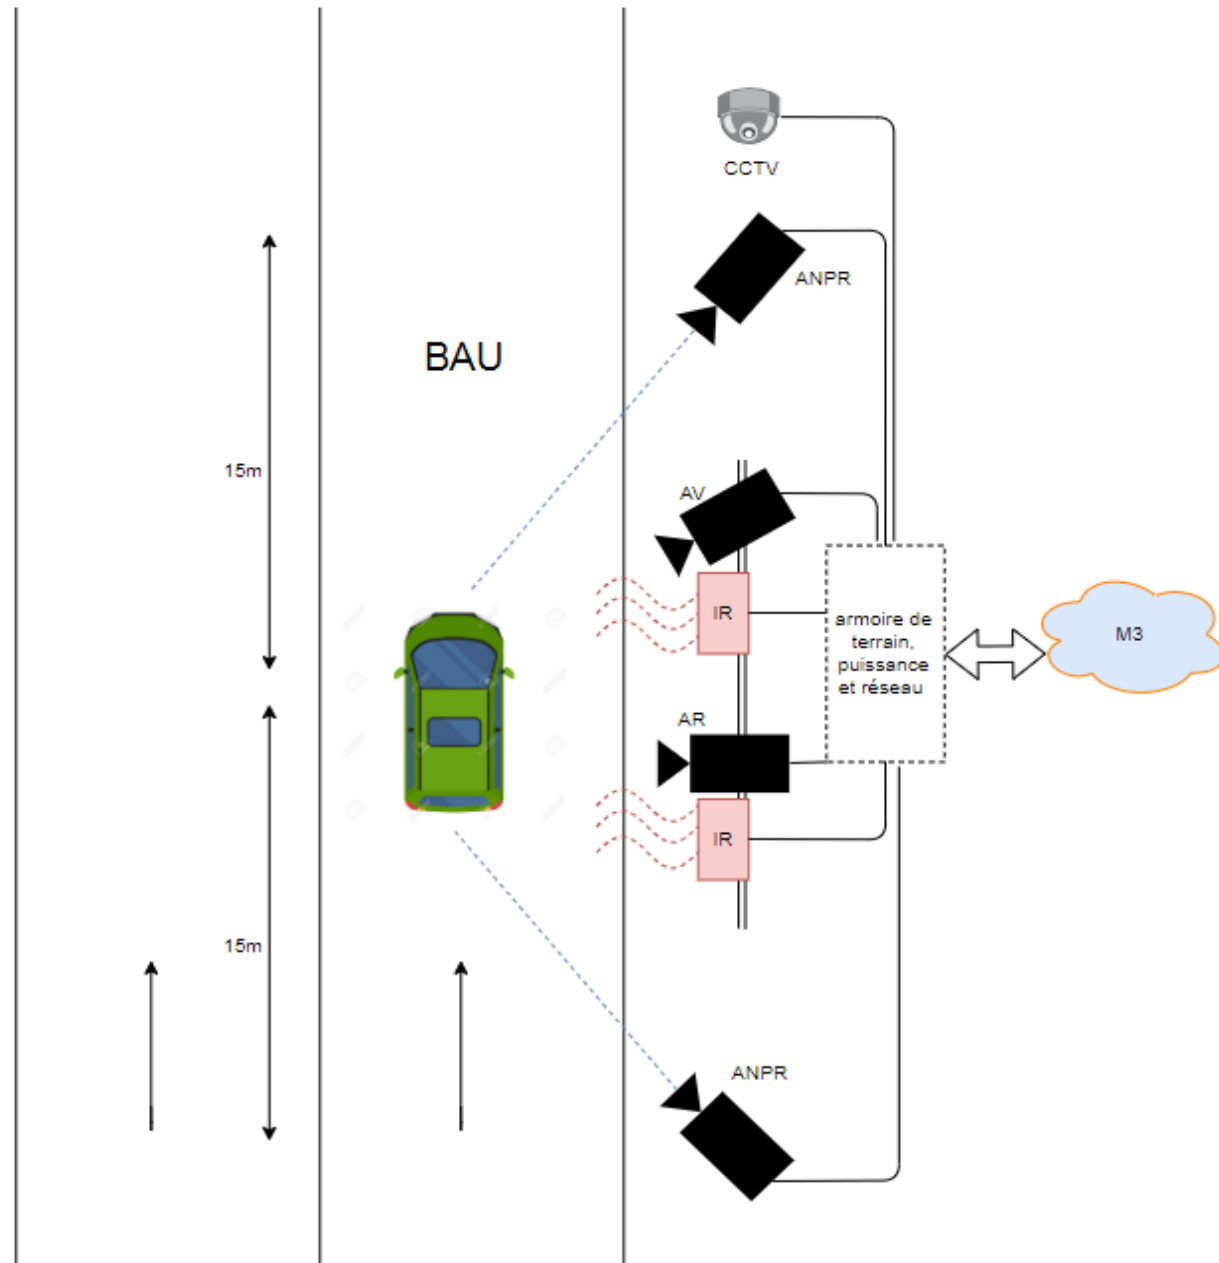 CCTV
ANPR
BAU
15m
AV
IR
armoire de
terrain,
puissance
et réseau
M3
AR
IR
15m
ANPR